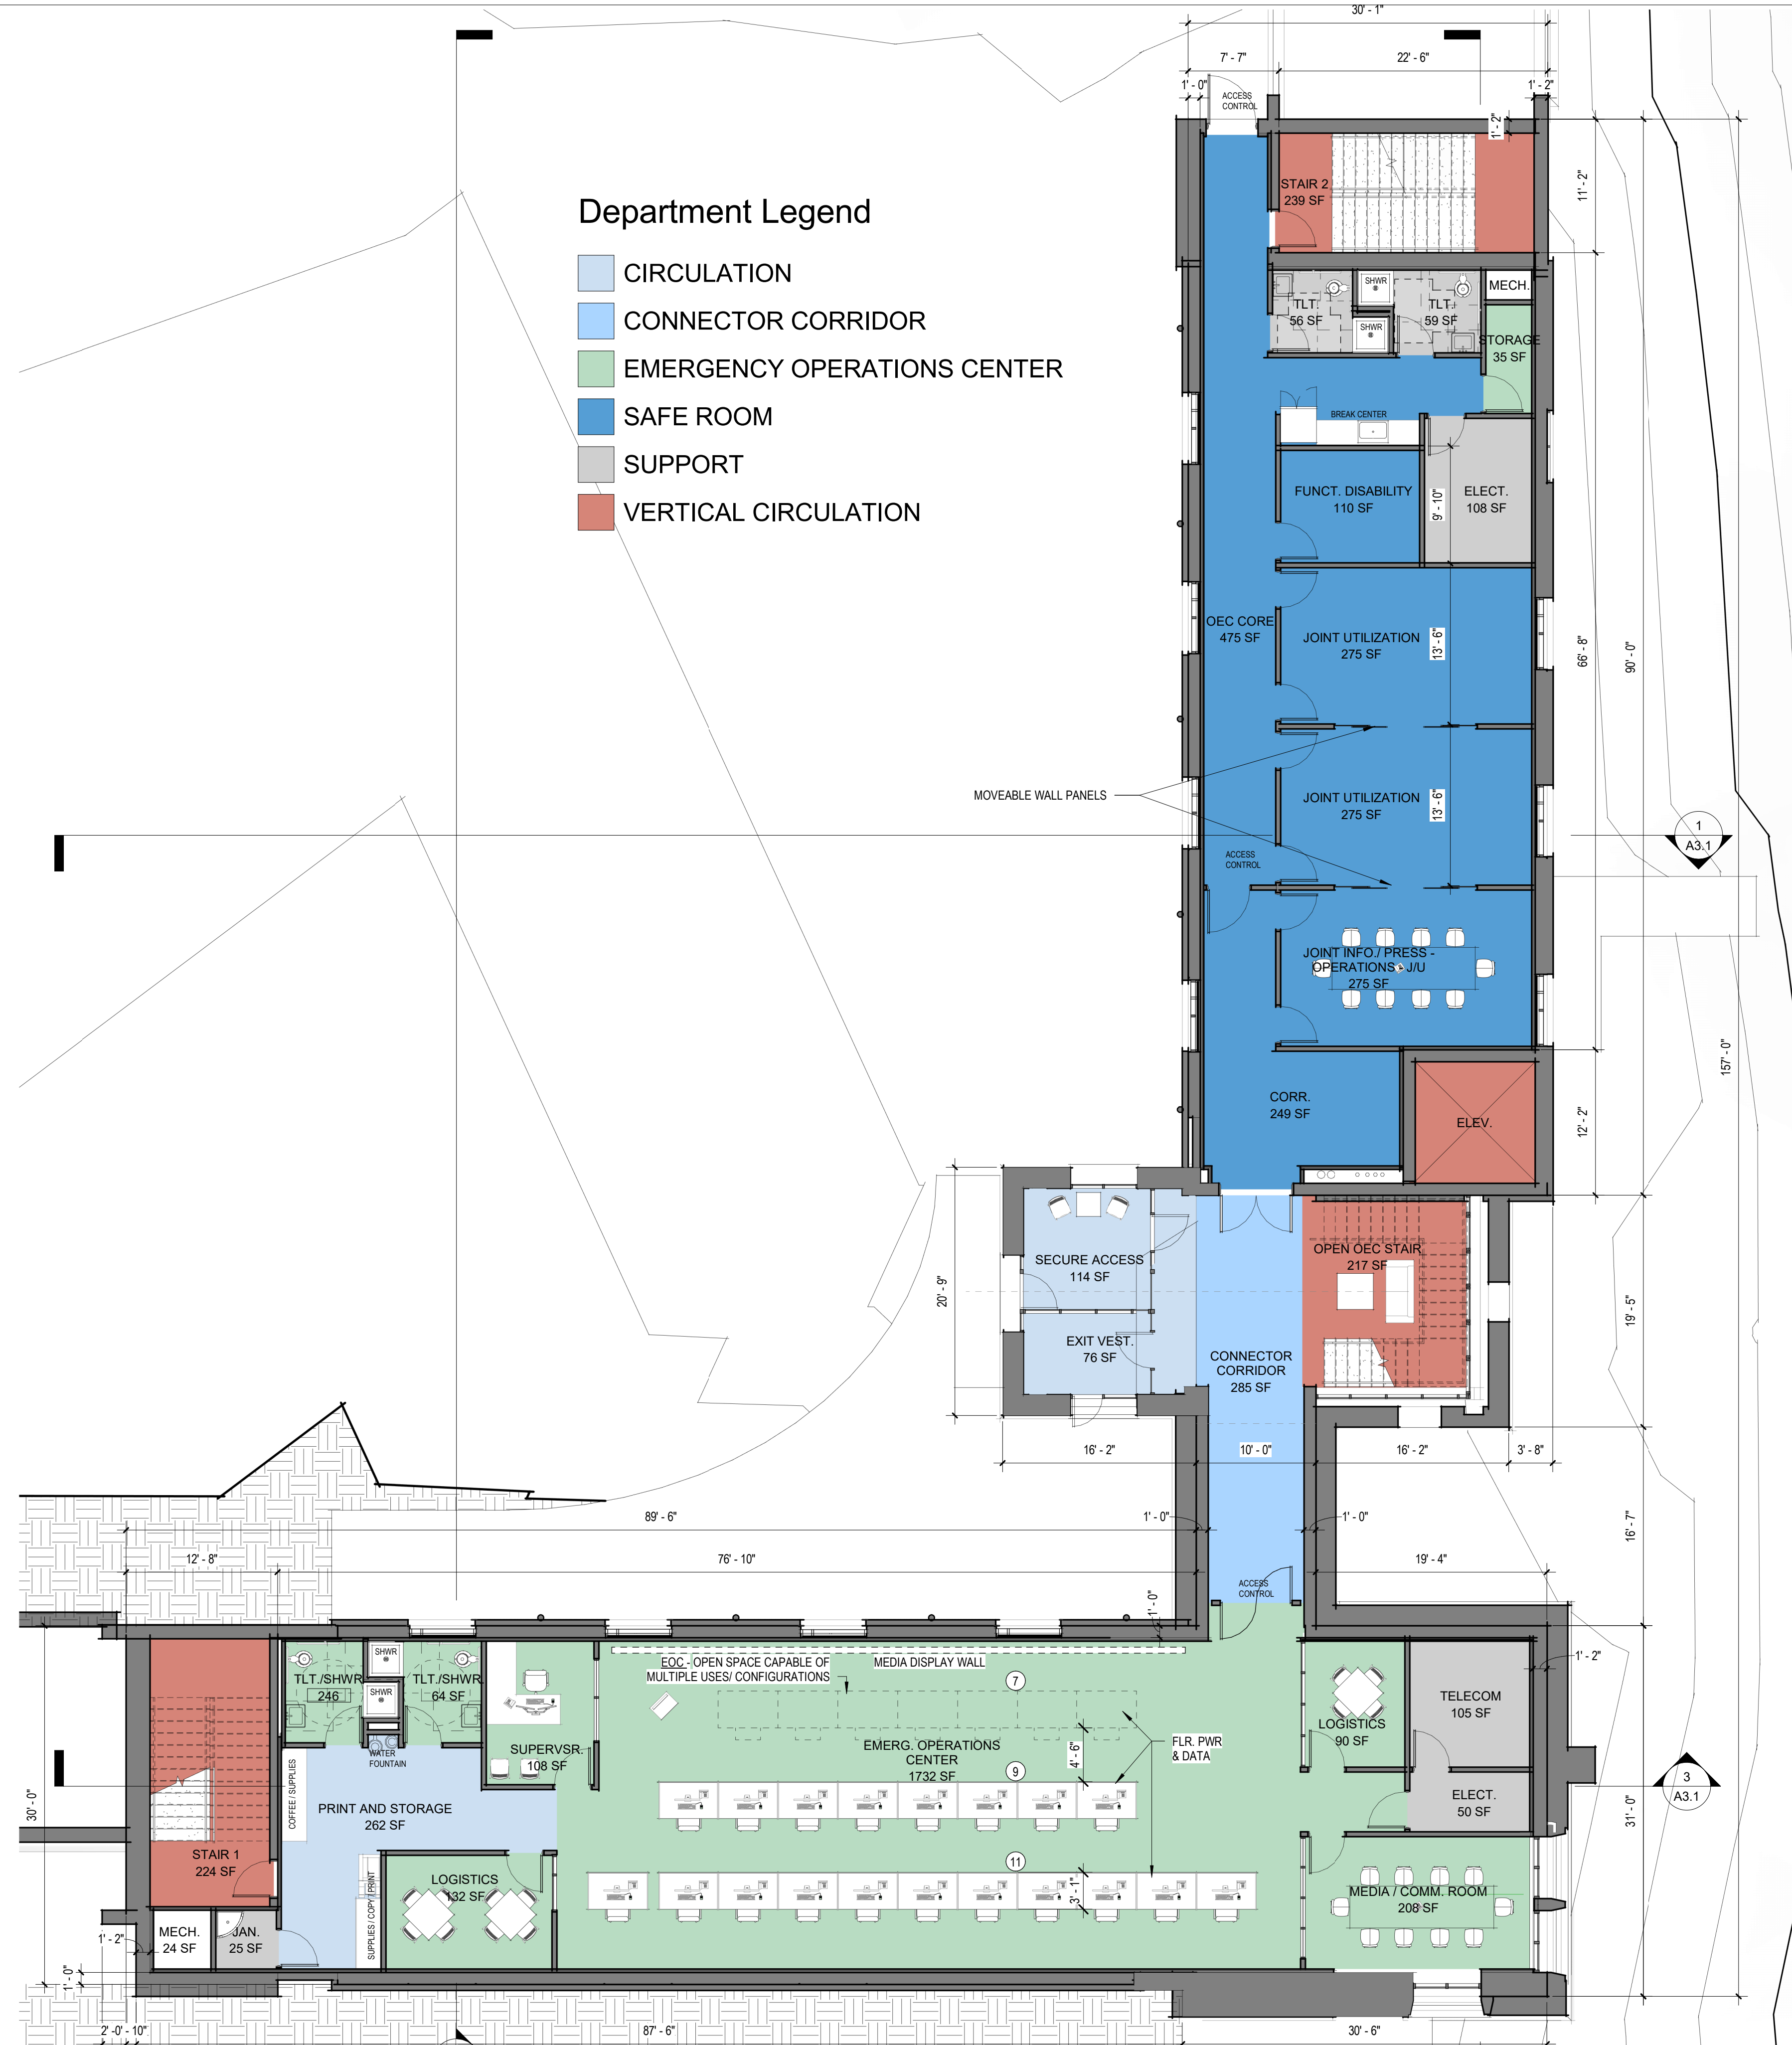 30' - 1"
7' - 7"
22' - 6"
1' - 0"
1' - 2"
ACCESS
CONTROL
1' - 2"
11' - 2"
STAIR 2
239 SF
Department Legend
CIRCULATION
CONNECTOR CORRIDOR
EMERGENCY OPERATIONS CENTER
SAFE ROOM
SUPPORT
VERTICAL CIRCULATION
SHWR
MECH.
TLT.
56 SF
TLT.
59 SF
SHWR
STORAGE
35 SF
BREAK CENTER
FUNCT. DISABILITY
110 SF
9' - 10"
ELECT.
108 SF
OEC CORE
475 SF
JOINT UTILIZATION
275 SF
13' - 6"
66' - 8"
90' - 0"
MOVEABLE WALL PANELS
JOINT UTILIZATION
275 SF
13' - 6"
1
A3.1
ACCESS
CONTROL
JOINT INFO./ PRESS -
OPERATIONS - J/U
275 SF
157' - 0"
CORR.
249 SF
ELEV.
12' - 2"
SECURE ACCESS
114 SF
OPEN OEC STAIR
217 SF
20' - 9"
19' - 5"
EXIT VEST.
76 SF
CONNECTOR
CORRIDOR
285 SF
16' - 2"
10' - 0"
16' - 2"
3' - 8"
89' - 6"
1' - 0"
1' - 0"
16' - 7"
12' - 8"
76' - 10"
19' - 4"
ACCESS
CONTROL
1' - 0"
SHWR
EOC - OPEN SPACE CAPABLE OF
MULTIPLE USES/ CONFIGURATIONS
MEDIA DISPLAY WALL
1' - 2"
TLT./SHWR
246
TLT./SHWR.
64 SF
SHWR
7
TELECOM
105 SF
LOGISTICS
90 SF
WATER
FOUNTAIN
SUPERVSR.
108 SF
EMERG. OPERATIONS
CENTER
1732 SF
4' - 6"
FLR. PWR
& DATA
9
3
A3.1
30' - 0"
COFFEE / SUPPLIES
PRINT AND STORAGE
262 SF
ELECT.
50 SF
31' - 0"
STAIR 1
224 SF
11
LOGISTICS
132 SF
3' - 1"
MEDIA / COMM. ROOM
208 SF
SUPPLIES / COPY / PRINT
MECH.
24 SF
JAN.
25 SF
1' - 2"
1' - 0"
2' -0' - 10"
87' - 6"
30' - 6"